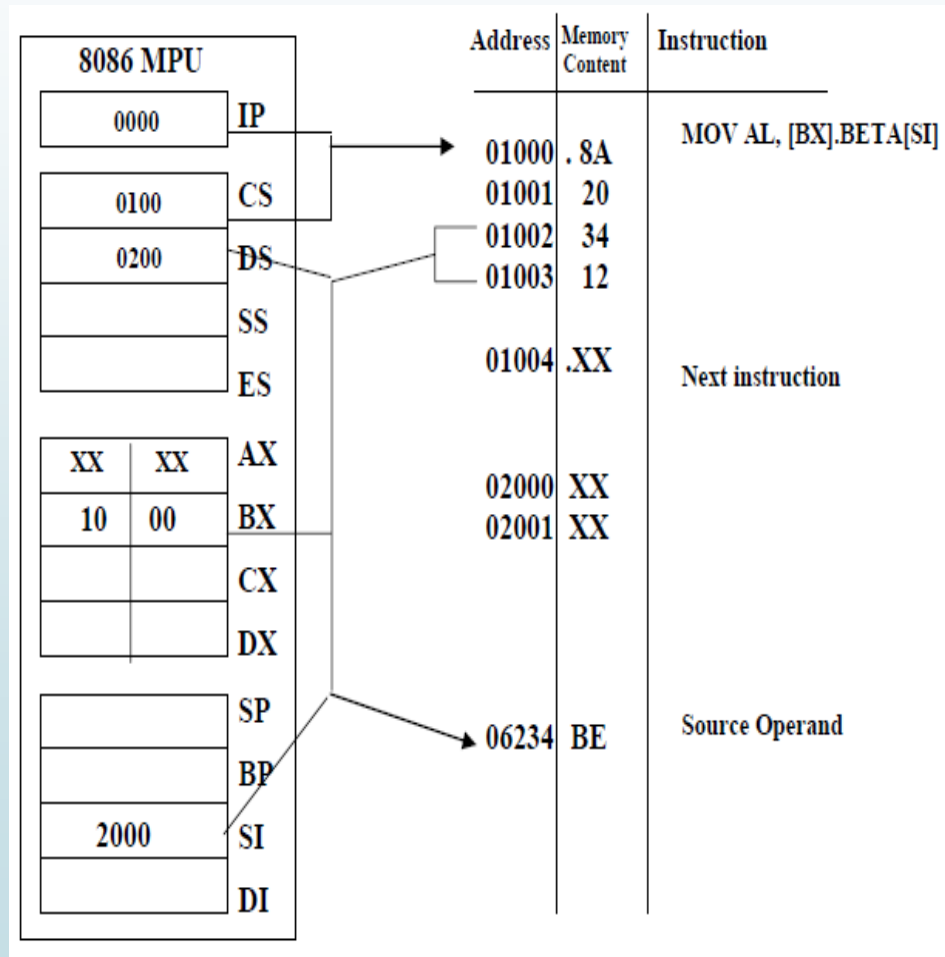 8086 MPU
0000 IP
0100 CS
0200 DS
SS
ES
XX XX AX
10 00 BX
CX
DX
SP
BP
2000 SI
DI
Address Memory Content Instruction
MOV AL, [BX].BETA[SI]
01000 . 8A
01001 20
01002 34
01003 12
01004 .XX
Next instruction
02000 XX
02001 XX
06234 BE Source Operand